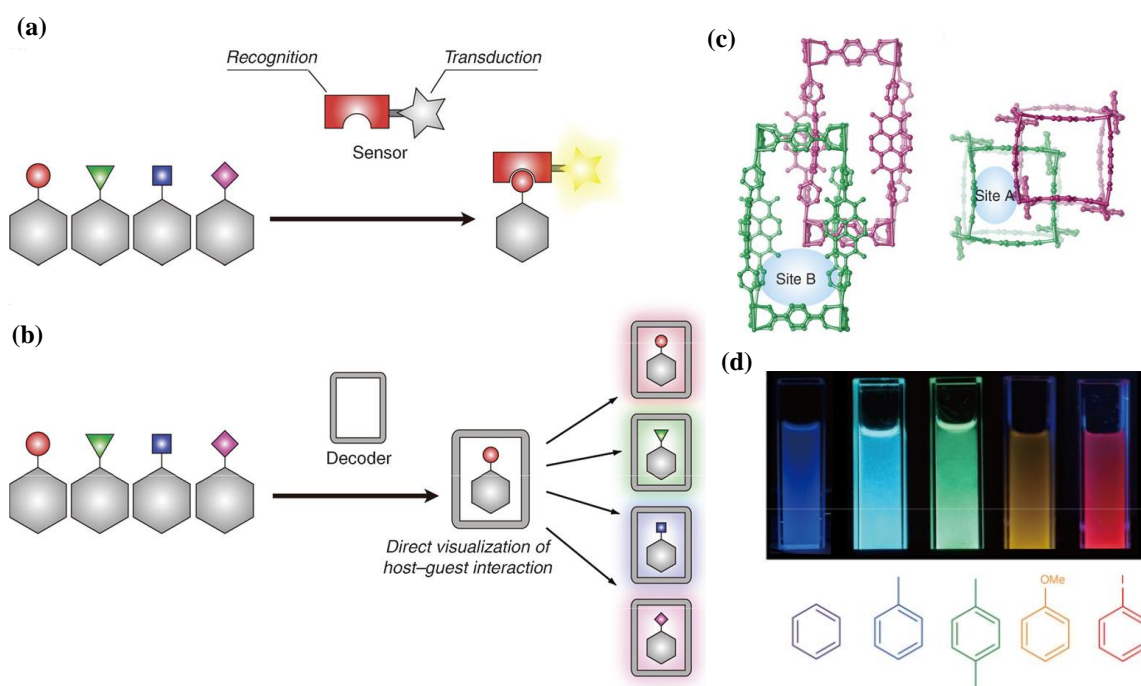 (a)
Recognition
Transduction
Sensor
(b)
Decoder
Direct visualization of
host–guest interaction
(c)
Site B
Site A
(d)
OMe
I